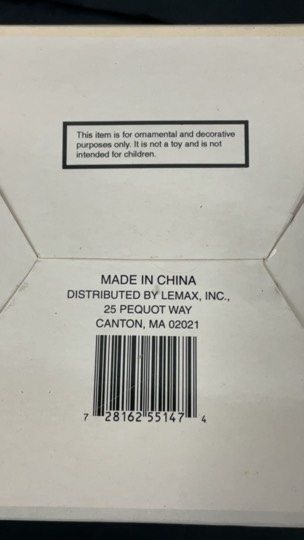 This item is for ornamental and decorative
purposes only. It is not a toy and is not
intended for children.
MADE IN CHINA
DISTRIBUTED BY LEMAX, INC.,
25 PEQUOT WAY
CANTON, MA 02021
7 28162 55147 4